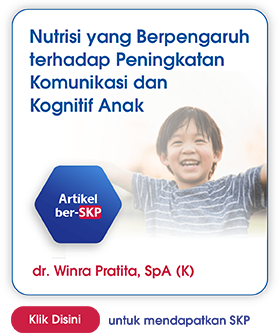 Nutrisi yang Berpengaruh
terhadap Peningkatan
Komunikasi dan
Kognitif Anak
Artikel
ber-SKP
dr. Winra Pratita, SpA (K)
Klik Disini untuk mendapatkan SKP